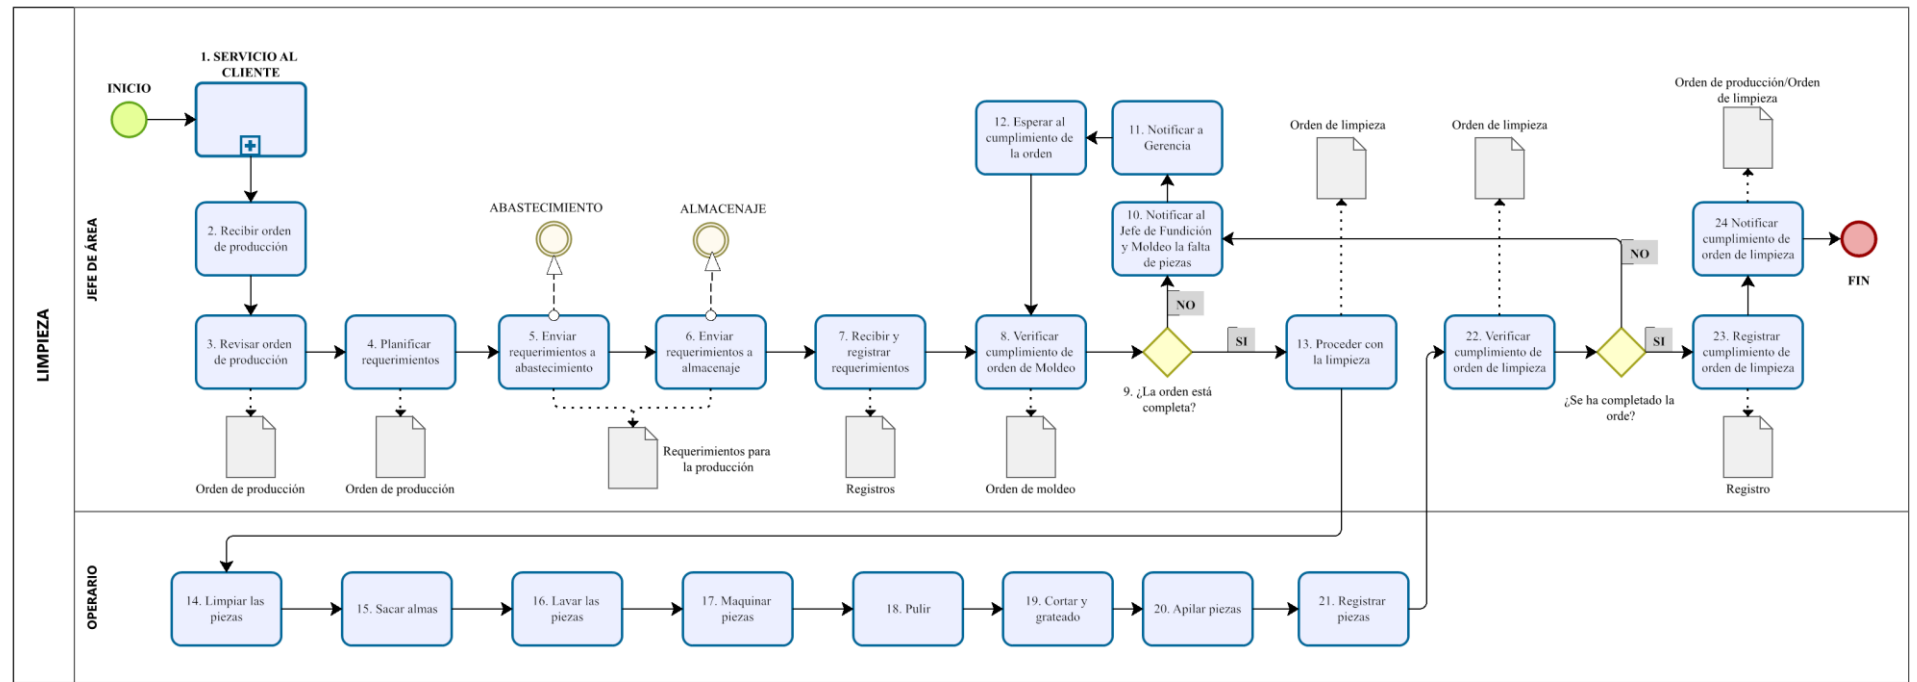 LIMPIEZA
JEFE DE ÁREA
INICIO
1. SERVICIO AL
CLIENTE
2. Recibir orden
de producción
3. Revisar orden
de producción
Orden de producción
4. Planificar
requerimientos
Orden de producción
ABASTECIMIENTO
5. Enviar
requerimientos a
abastecimiento
ALMACENAJE
6. Enviar
requerimientos a
almacenaje
Requerimientos para
la producción
7. Recibir y
registrar
requerimientos
Registros
8. Verificar
cumplimiento de
orden de Moldeo
Orden de moldeo
9. ¿La orden está
completa?
NO
10. Notificar al
Jefe de Fundición
y Moldeo la falta
de piezas
11. Notificar a
Gerencia
12. Esperar al
cumplimiento de
la orden
SI
13. Proceder con
la limpieza
Orden de limpieza
OPERARIO
14. Limpiar las
piezas
15. Sacar almas
16. Lavar las
piezas
17. Maquinar
piezas
18. Pulir
19. Cortar y
grateado
20. Apilar piezas
21. Registrar
piezas
22. Verificar
cumplimiento de
orden de limpieza
Orden de limpieza
¿Se ha completado la
orde?
NO
SI
23. Registrar
cumplimiento de
orden de limpieza
Registro
24 Notificar
cumplimiento de
orden de limpieza
Orden de producción/Orden
de limpieza
FIN